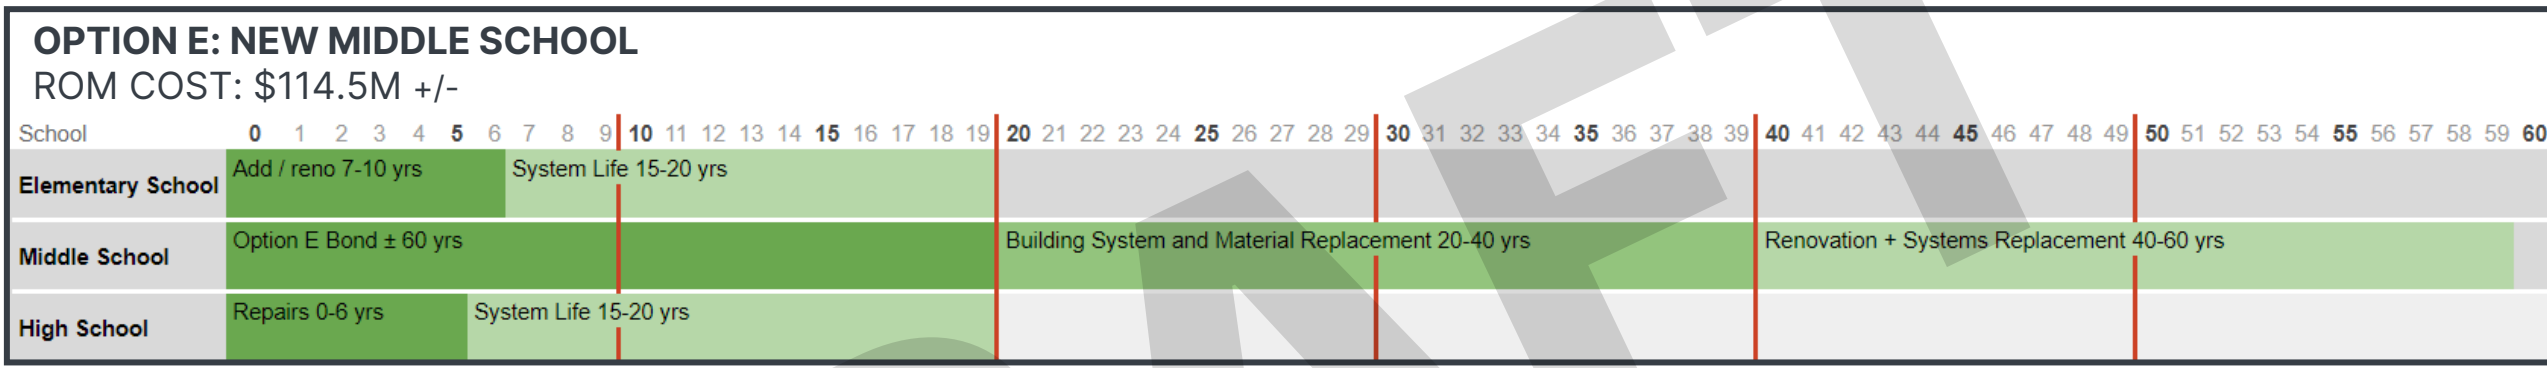 OPTION E: NEW MIDDLE SCHOOL
ROM COST: $114.5M +/-
School 0 1 2 3 4 5 6 7 8 9 10 11 12 13 14 15 16 17 18 19 20 21 22 23 24 25 26 27 28 29 30 31 32 33 34 35 36 37 38 39 40 41 42 43 44 45 46 47 48 49 50 51 52 53 54 55 56 57 58 59 60
Elementary School Add / reno 7-10 yrs System Life 15-20 yrs
Middle School Option E Bond ± 60 yrs Building System and Material Replacement 20-40 yrs Renovation + Systems Replacement 40-60 yrs
High School Repairs 0-6 yrs System Life 15-20 yrs